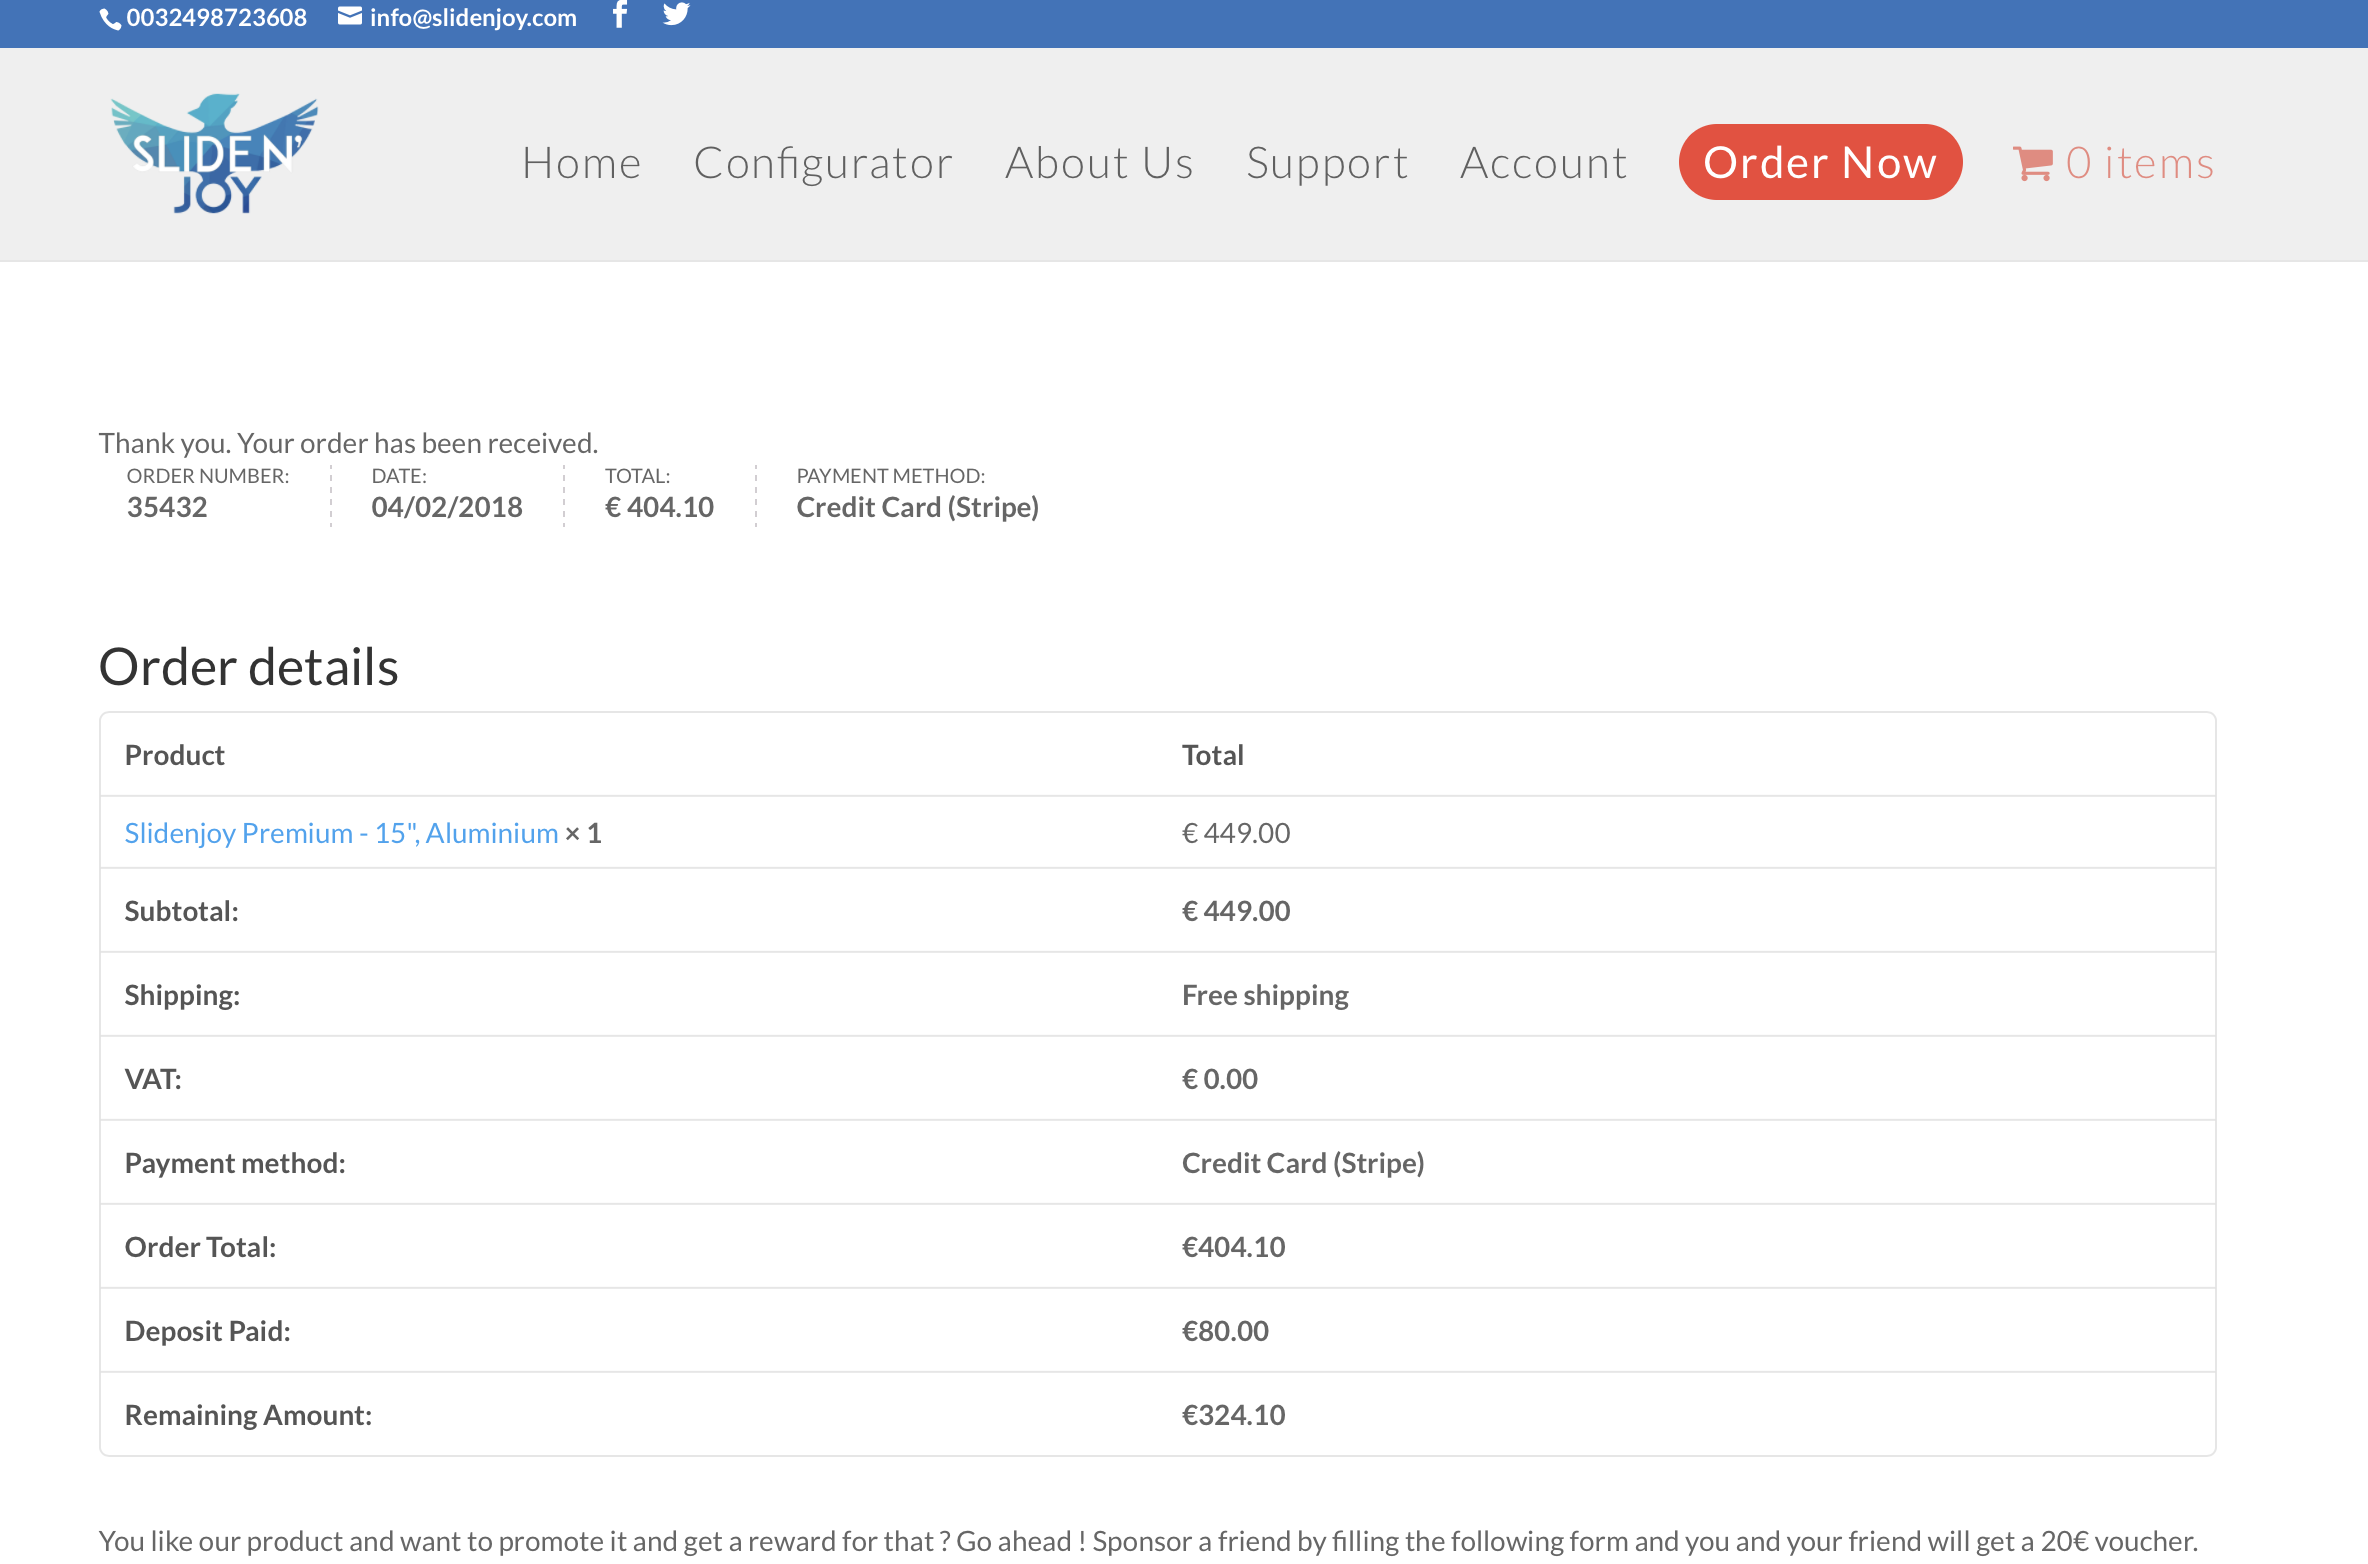 0032498723608 info@slidenjoy.com
SLIDEN'
JOY
Home Configurator About Us Support Account Order Now 0 items
Thank you. Your order has been received.
ORDER NUMBER: DATE: TOTAL: PAYMENT METHOD:
35432 04/02/2018 € 404.10 Credit Card (Stripe)
Order details
Product Total
Slidenjoy Premium - 15", Aluminium × 1 € 449.00
Subtotal: € 449.00
Shipping: Free shipping
VAT: € 0.00
Payment method: Credit Card (Stripe)
Order Total: €404.10
Deposit Paid: €80.00
Remaining Amount: €324.10
You like our product and want to promote it and get a reward for that ? Go ahead ! Sponsor a friend by filling the following form and you and your friend will get a 20€ voucher.